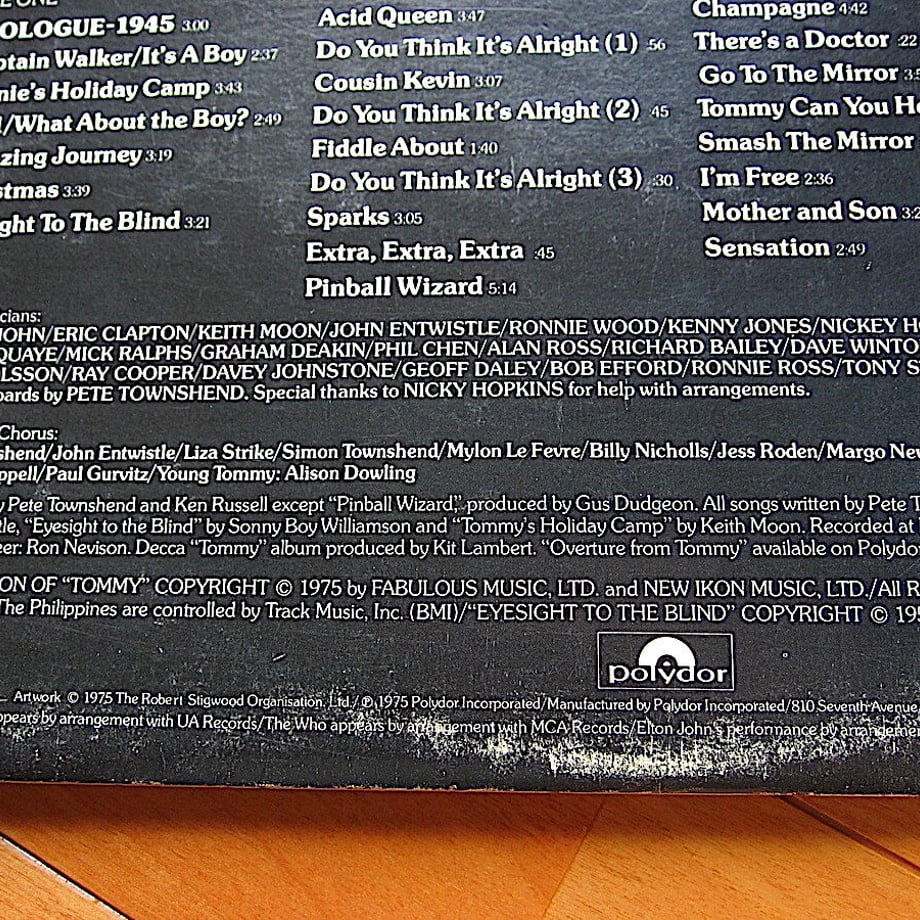 OLOGUE-1945 3:00
ptain Walker/It's A Boy 2:37
nie's Holiday Camp 3:43
/What About the Boy? 2:49
zing Journey 3:19
stmas 3:39
ght To The Blind 3:21
Acid Queen 3:47
Do You Think It's Alright (1) :56
Cousin Kevin 3:07
Do You Think It's Alright (2) :45
Fiddle About 1:40
Do You Think It's Alright (3) :30
Sparks 3:05
Extra, Extra, Extra :45
Pinball Wizard 5:14
Champagne 4:42
There's a Doctor :22
Go To The Mirror 3:5
Tommy Can You He
Smash The Mirror
I'm Free 2:36
Mother and Son 3:2
Sensation 2:49
cians:
JOHN/ERIC CLAPTON/KEITH MOON/JOHN ENTWISTLE/RONNIE WOOD/KENNY JONES/NICKEY H
QUAYE/MICK RALPHS/GRAHAM DEAKIN/PHIL CHEN/ALAN ROSS/RICHARD BAILEY/DAVE WINTO
LSSON/RAY COOPER/DAVEY JOHNSTONE/GEOFF DALEY/BOB EFFORD/RONNIE ROSS/TONY S
oards by PETE TOWNSHEND. Special thanks to NICKY HOPKINS for help with arrangements.
Chorus:
shend/John Entwistle/Liza Strike/Simon Townshend/Mylon Le Fevre/Billy Nicholls/Jess Roden/Margo New
ppell/Paul Gurvitz/Young Tommy: Alison Dowling
y Pete Townshend and Ken Russell except "Pinball Wizard", produced by Gus Dudgeon. All songs written by Pete T
le, "Eyesight to the Blind" by Sonny Boy Williamson and "Tommy's Holiday Camp" by Keith Moon. Recorded at
eer: Ron Nevison. Decca "Tommy" album produced by Kit Lambert. "Overture from Tommy" available on Polydo
ON OF "TOMMY" COPYRIGHT © 1975 by FABULOUS MUSIC, LTD. and NEW IKON MUSIC, LTD./All R
The Philippines are controlled by Track Music, Inc. (BMI)/"EYESIGHT TO THE BLIND" COPYRIGHT © 195
polydor
Artwork © 1975 The Robert Stigwood Organisation, Ltd./℗ 1975 Polydor Incorporated/Manufactured by Polydor Incorporated/810 Seventh Avenue,
ppears by arrangement with UA Records/The Who appears by arrangement with MCA Records/Elton John's performance by arrangemen